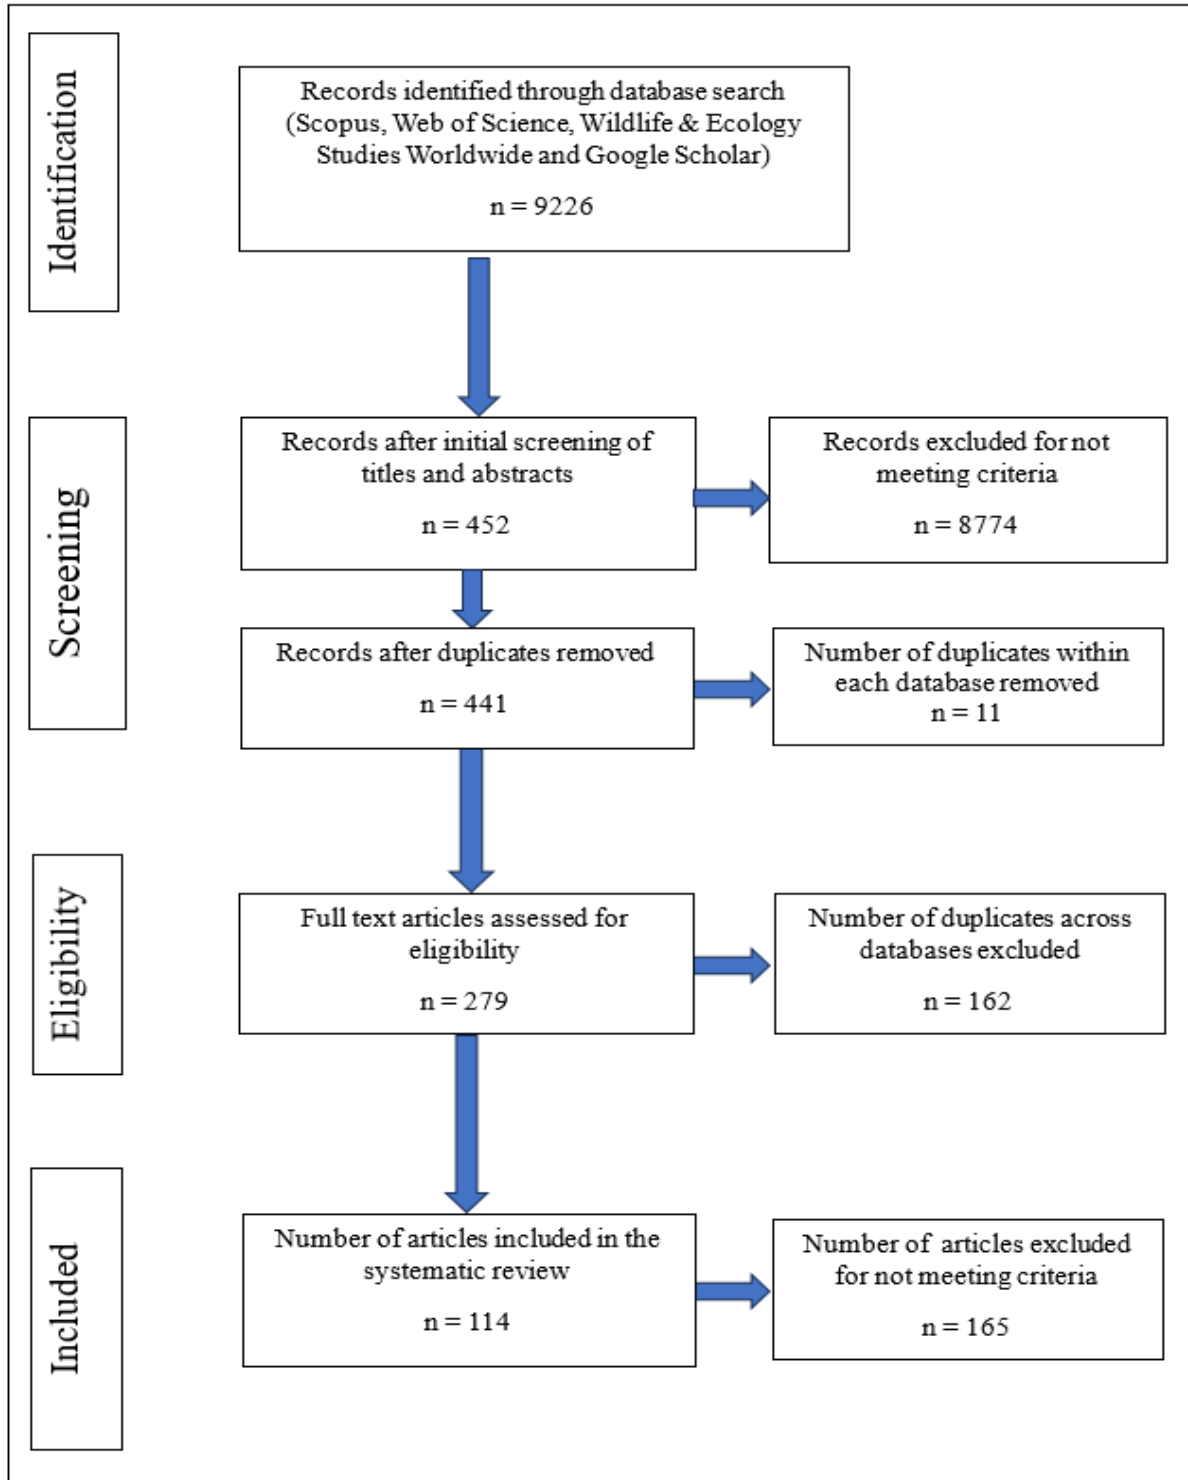 Identification
Records identified through database search
(Scopus, Web of Science, Wildlife & Ecology
Studies Worldwide and Google Scholar)
n = 9226
Screening
Records after initial screening of
titles and abstracts
n = 452
Records excluded for not
meeting criteria
n = 8774
Records after duplicates removed
n = 441
Number of duplicates within
each database removed
n = 11
Eligibility
Full text articles assessed for
eligibility
n = 279
Number of duplicates across
databases excluded
n = 162
Included
Number of articles included in the
systematic review
n = 114
Number of articles excluded
for not meeting criteria
n = 165